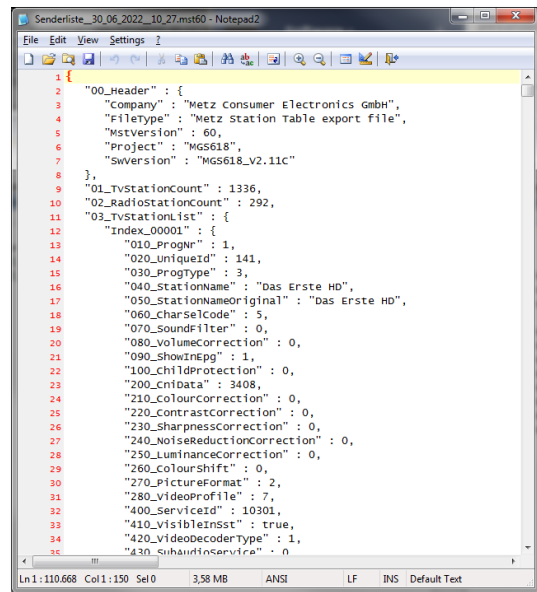 Senderliste__30_06_2022__10_27.mst60 - Notepad2
File Edit View Settings ?
1 {
2 "00_Header" : {
3 "Company" : "Metz Consumer Electronics GmbH",
4 "FileType" : "Metz Station Table export file",
5 "MstVersion" : 60,
6 "Project" : "MGS618",
7 "SwVersion" : "MGS618_V2.11C"
8 },
9 "01_TvStationCount" : 1336,
10 "02_RadioStationCount" : 292,
11 "03_TvStationList" : {
12 "Index_00001" : {
13 "010_ProgNr" : 1,
14 "020_UniqueId" : 141,
15 "030_ProgType" : 3,
16 "040_StationName" : "Das Erste HD",
17 "050_StationNameOriginal" : "Das Erste HD",
18 "060_CharSelCode" : 5,
19 "070_SoundFilter" : 0,
20 "080_VolumeCorrection" : 0,
21 "090_ShowInEpg" : 1,
22 "100_ChildProtection" : 0,
23 "200_CniData" : 3408,
24 "210_ColourCorrection" : 0,
25 "220_ContrastCorrection" : 0,
26 "230_SharpnessCorrection" : 0,
27 "240_NoiseReductionCorrection" : 0,
28 "250_LuminanceCorrection" : 0,
29 "260_ColourShift" : 0,
30 "270_PictureFormat" : 2,
31 "280_VideoProfile" : 7,
32 "400_ServiceId" : 10301,
33 "410_VisibleInSst" : true,
34 "420_VideoDecoderType" : 1,
35 "430_SubAudioService" : 0
Ln 1 : 110.668 Col 1 : 150 Sel 0 3,58 MB ANSI LF INS Default Text